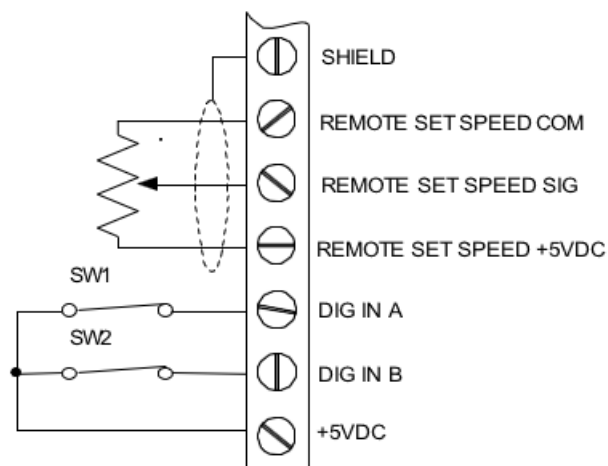 SHIELD
REMOTE SET SPEED COM
REMOTE SET SPEED SIG
REMOTE SET SPEED +5VDC
SW1
DIG IN A
SW2
DIG IN B
+5VDC